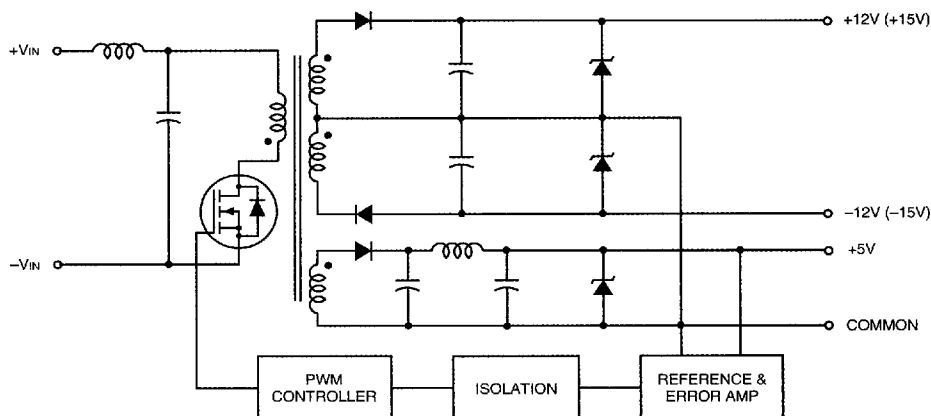 +12V (+15V)
+VIN
−12V (−15V)
+5V
−VIN
COMMON
PWM
CONTROLLER
ISOLATION
REFERENCE &
ERROR AMP